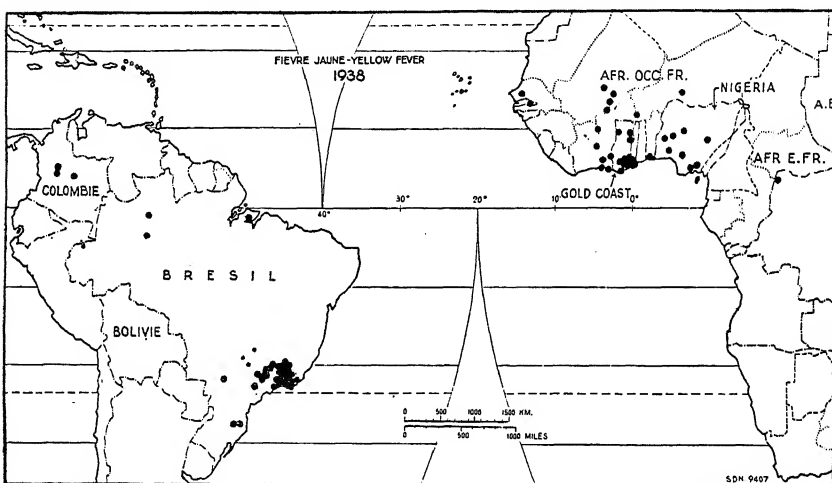 FIEVRE JAUNE-YELLOW FEVER
1938
AFR. OCC. FR.
NIGERIA
A.E
AFR E.FR.
COLOMBIE
GOLD COAST
40°
30°
20°
10°
0°
BRESIL
BOLIVIE
0 500 1000 1500 KM.
0 500 1000 MILES
SDN 9407